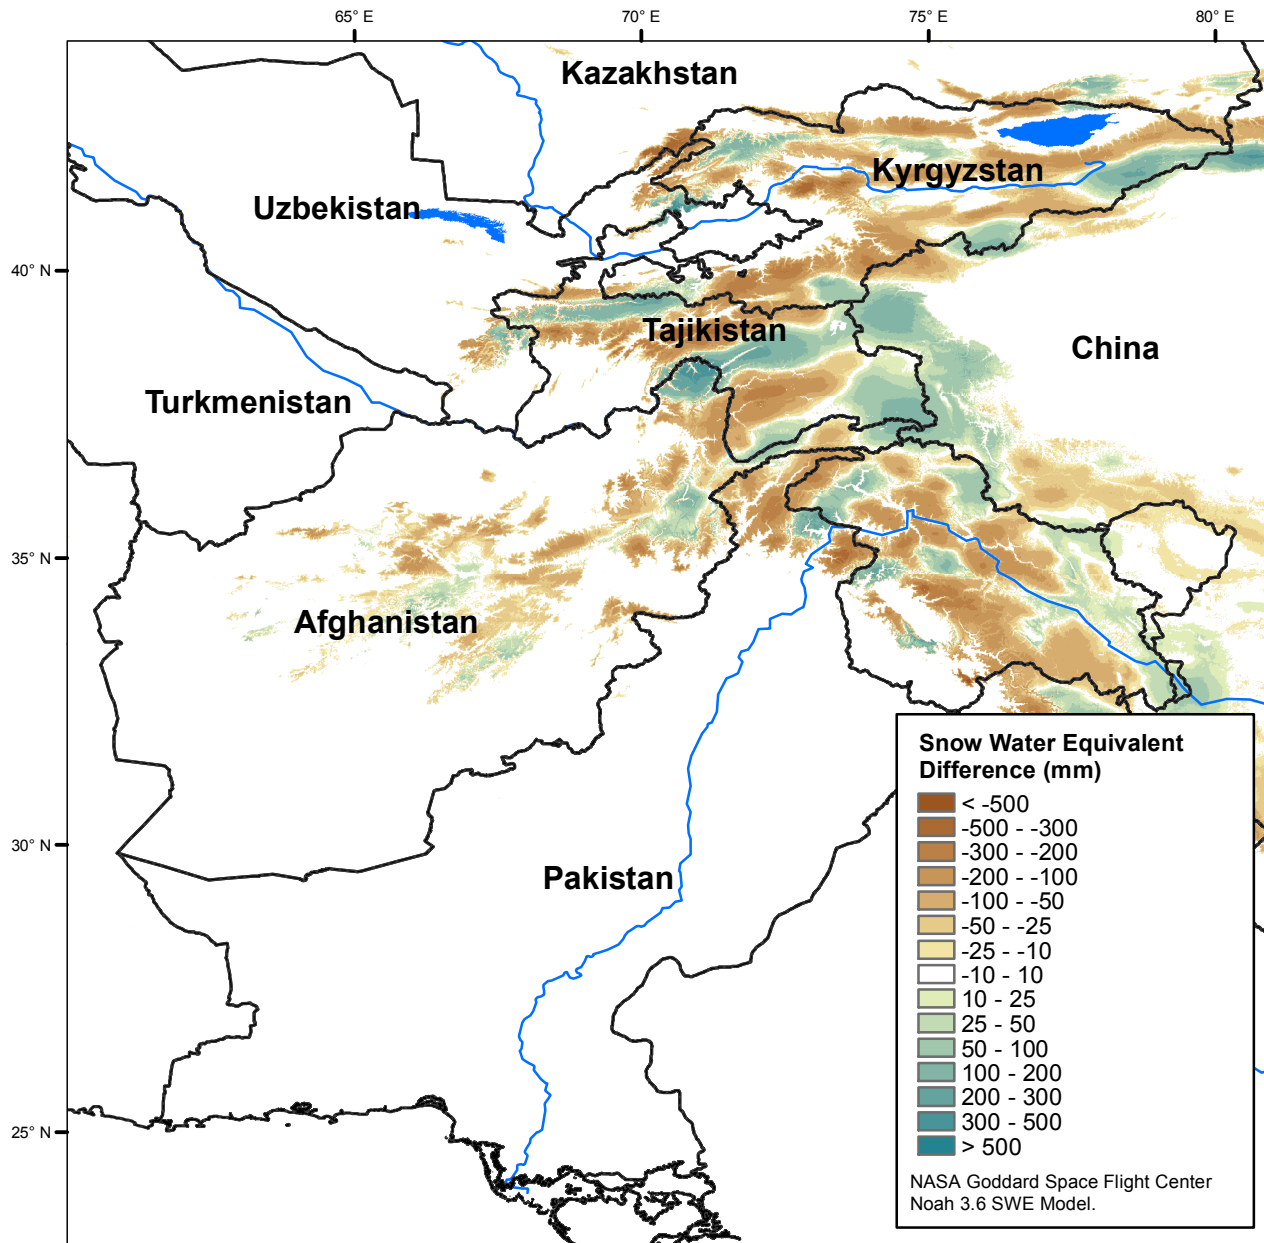 65° E
70° E
75° E
80° E
Kazakhstan
Kyrgyzstan
Uzbekistan
40° N
Tajikistan
China
Turkmenistan
35° N
Afghanistan
30° N
Pakistan
25° N
Snow Water Equivalent
Difference (mm)
< -500
-500 - -300
-300 - -200
-200 - -100
-100 - -50
-50 - -25
-25 - -10
-10 - 10
10 - 25
25 - 50
50 - 100
100 - 200
200 - 300
300 - 500
> 500
NASA Goddard Space Flight Center
Noah 3.6 SWE Model.